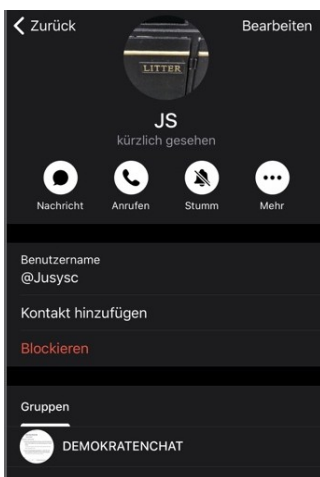 Zurück
Bearbeiten
LITTER
JS
kürzlich gesehen
Nachricht
Anrufen
Stumm
Mehr
Benutzername
@Jusysc
Kontakt hinzufügen
Blockieren
Gruppen
DEMOKRATENCHAT